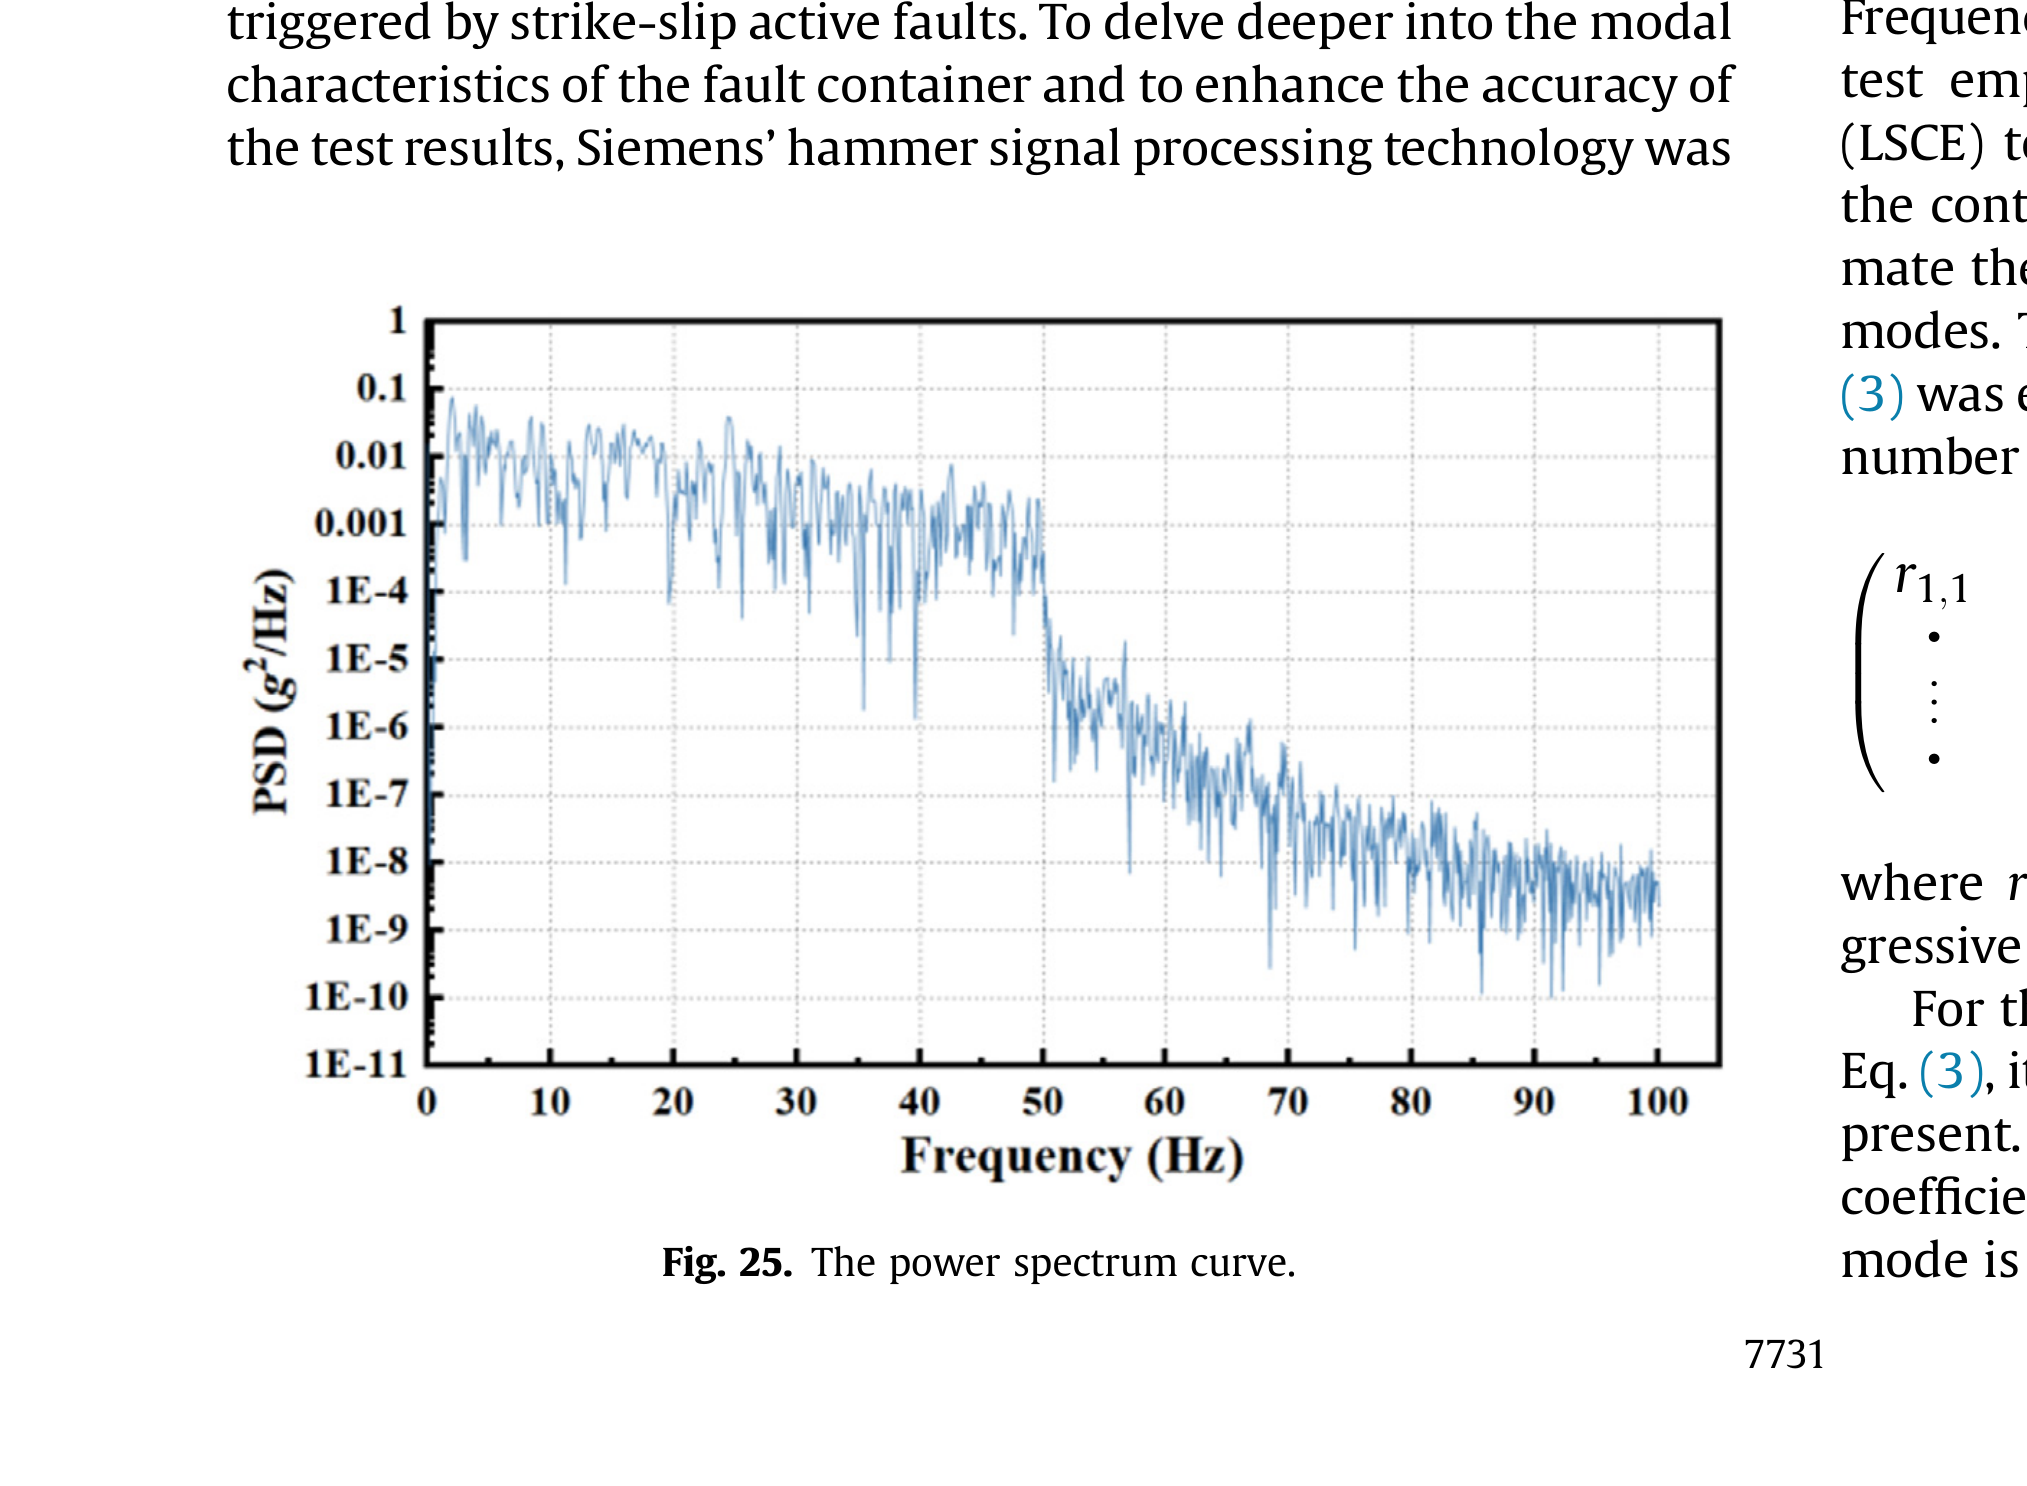 triggered by strike-slip active faults. To delve deeper into the modal
characteristics of the fault container and to enhance the accuracy of
the test results, Siemens’ hammer signal processing technology was
1
0.1
0.01
0.001
1E-4
1E-5
1E-6
1E-7
1E-8
1E-9
1E-10
1E-11
PSD (g²/Hz)
0 10 20 30 40 50 60 70 80 90 100
Frequency (Hz)
Fig. 25. The power spectrum curve.
test
(LSCE)
the
mate
modes.
(3) was
number
r1,1
where r
gressive
For
Eq. (3),
present.
mode is
7731